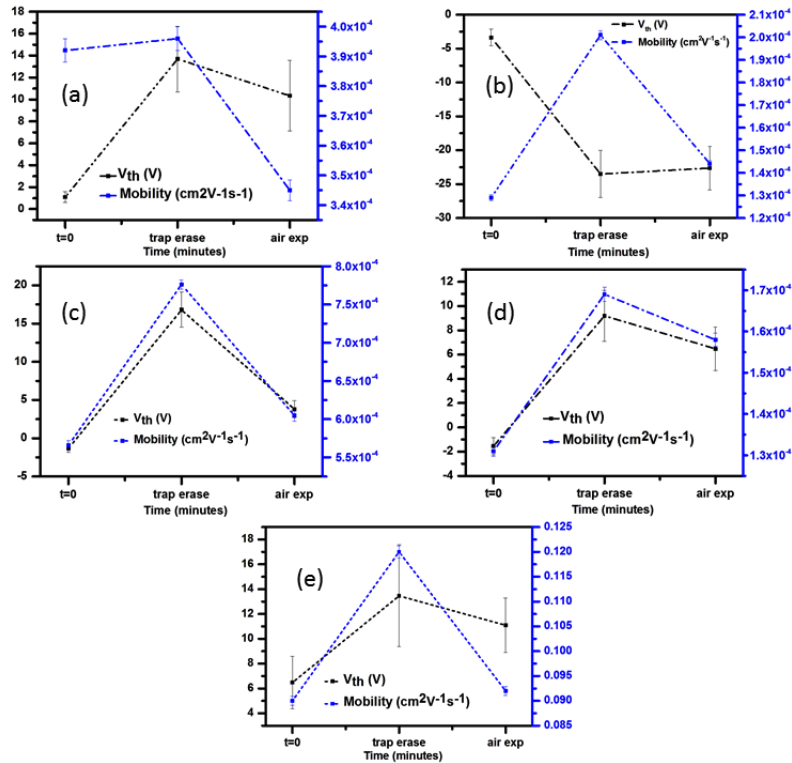 18
16
14
12
10
8
6
4
2
0
(a)
Vth (V)
Mobility (cm2V-1s-1)
4.0x10-4
3.9x10-4
3.8x10-4
3.7x10-4
3.6x10-4
3.5x10-4
3.4x10-4
t=0 trap erase air exp
Time (minutes)
0
-5
-10
-15
-20
-25
-30
(b)
Vth (V)
Mobility (cm2V-1s-1)
2.1x10-4
2.0x10-4
1.9x10-4
1.8x10-4
1.7x10-4
1.6x10-4
1.5x10-4
1.4x10-4
1.3x10-4
1.2x10-4
t=0 trap erase air exp
Time (minutes)
20
15
10
5
0
-5
(c)
Vth (V)
Mobility (cm2V-1s-1)
8.0x10-4
7.5x10-4
7.0x10-4
6.5x10-4
6.0x10-4
5.5x10-4
t=0 trap erase air exp
Time (minutes)
12
10
8
6
4
2
0
-2
-4
(d)
Vth (V)
Mobility (cm2V-1s-1)
1.7x10-4
1.6x10-4
1.5x10-4
1.4x10-4
1.3x10-4
t=0 trap erase air exp
Time (minutes)
18
16
14
12
10
8
6
4
(e)
Vth (V)
Mobility (cm2V-1s-1)
0.125
0.120
0.115
0.110
0.105
0.100
0.095
0.090
0.085
t=0 trap erase air exp
Time (minutes)